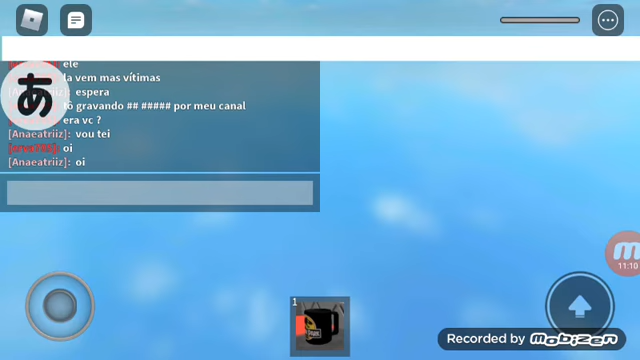 ele
la vem mas vítimas
espera
tô gravando ## ##### por meu canal
era vc ?
[Anaeatriiz]: vou tei
oi
[Anaeatriiz]: oi
あ
11:10
1
Recorded by Mobizen